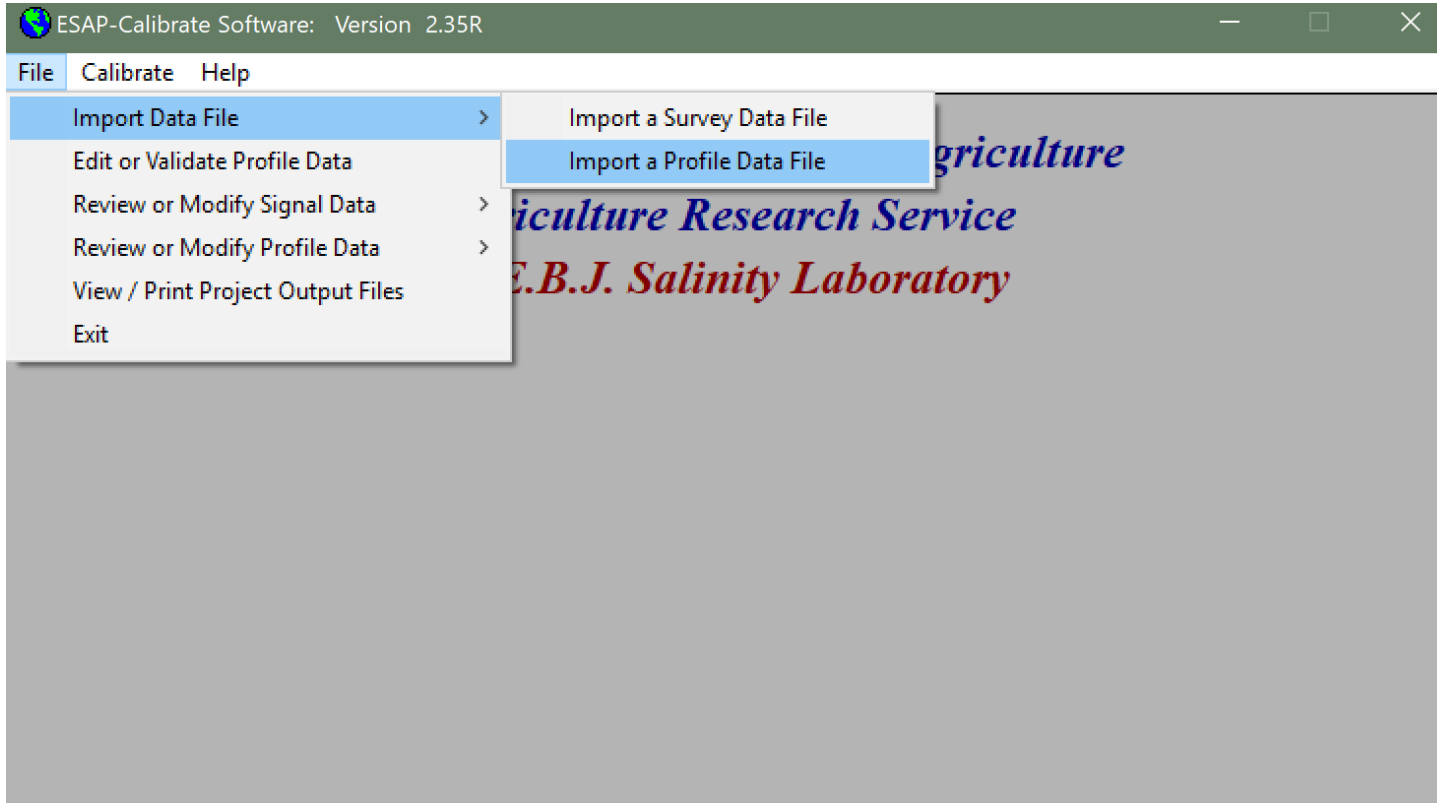 ESAP-Calibrate Software: Version 2.35R
File Calibrate Help
Import Data File
Edit or Validate Profile Data
Review or Modify Signal Data
Review or Modify Profile Data
View / Print Project Output Files
Exit
Import a Survey Data File
Import a Profile Data File
griculture
riculture Research Service
E.B.J. Salinity Laboratory